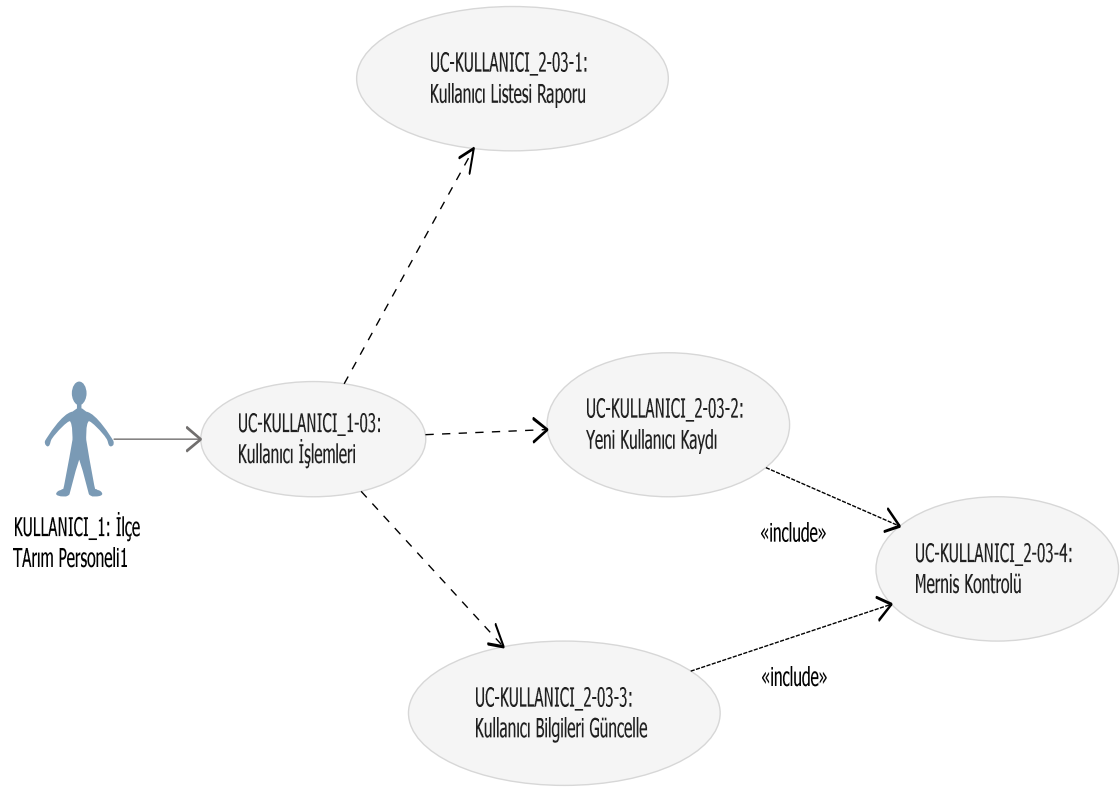 UC-KULLANICI_2-03-1:
Kullanıcı Listesi Raporu
UC-KULLANICI_1-03:
Kullanıcı İşlemleri
UC-KULLANICI_2-03-2:
Yeni Kullanıcı Kaydı
KULLANICI_1: İlçe
TArım Personeli1
«include»
UC-KULLANICI_2-03-4:
Mernis Kontrolü
«include»
UC-KULLANICI_2-03-3:
Kullanıcı Bilgileri Güncelle